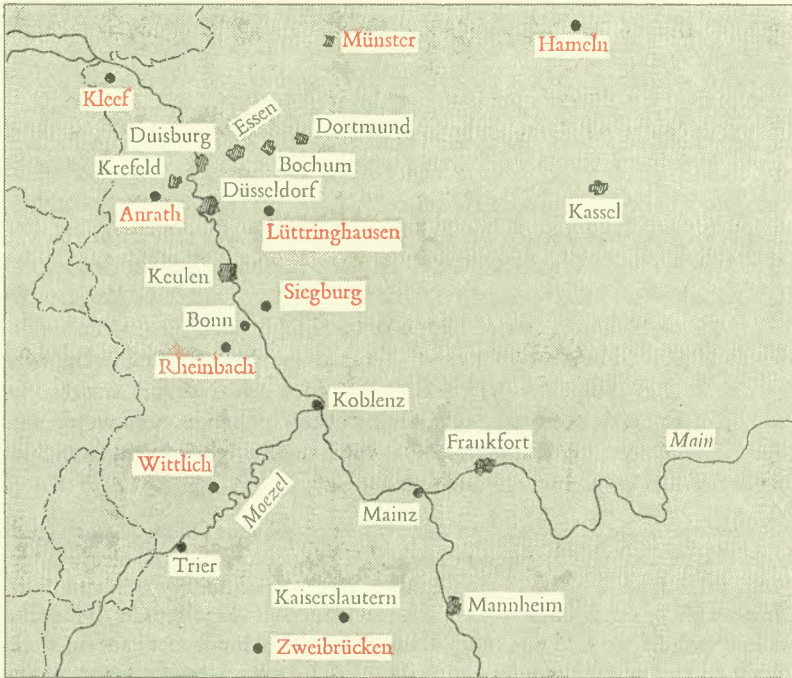 Münster
Hameln
Kleef
Essen
Dortmund
Duisburg
Bochum
Krefeld
Düsseldorf
Anrath
Kassel
Lüttringhausen
Keulen
Siegburg
Bonn
Rheinbach
Koblenz
Frankfort
Main
Wittlich
Moezel
Mainz
Trier
Kaiserslautern
Mannheim
Zweibrücken